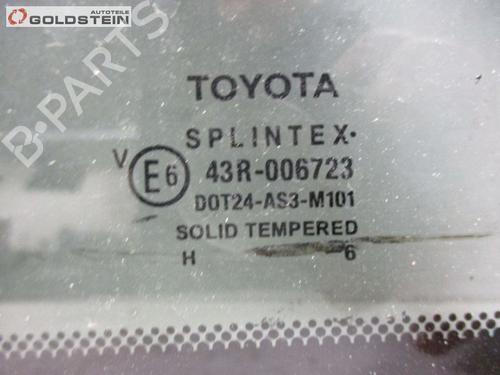 AUTOTEILE
GOLDSTEIN
B-PARTS
TOYOTA
SPLINTEX·
V E6 43R-006723
DOT24-AS3-M101
SOLID TEMPERED
H 6